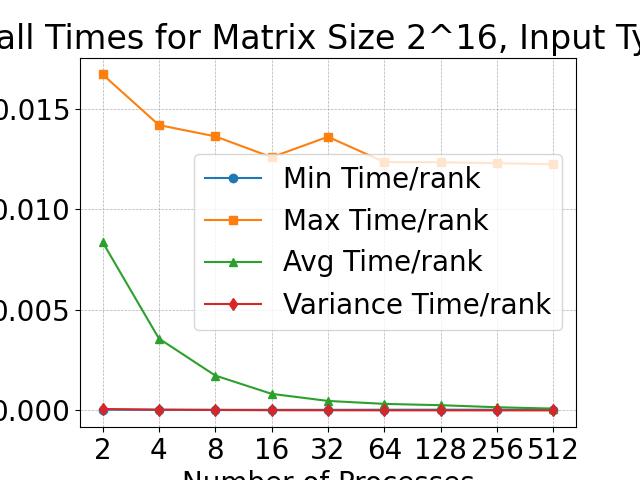 all Times for Matrix Size 2^16, Input Ty
0.015
0.010
0.005
0.000
Min Time/rank
Max Time/rank
Avg Time/rank
Variance Time/rank
2 4 8 16 32 64 128 256 512
Number of Processes